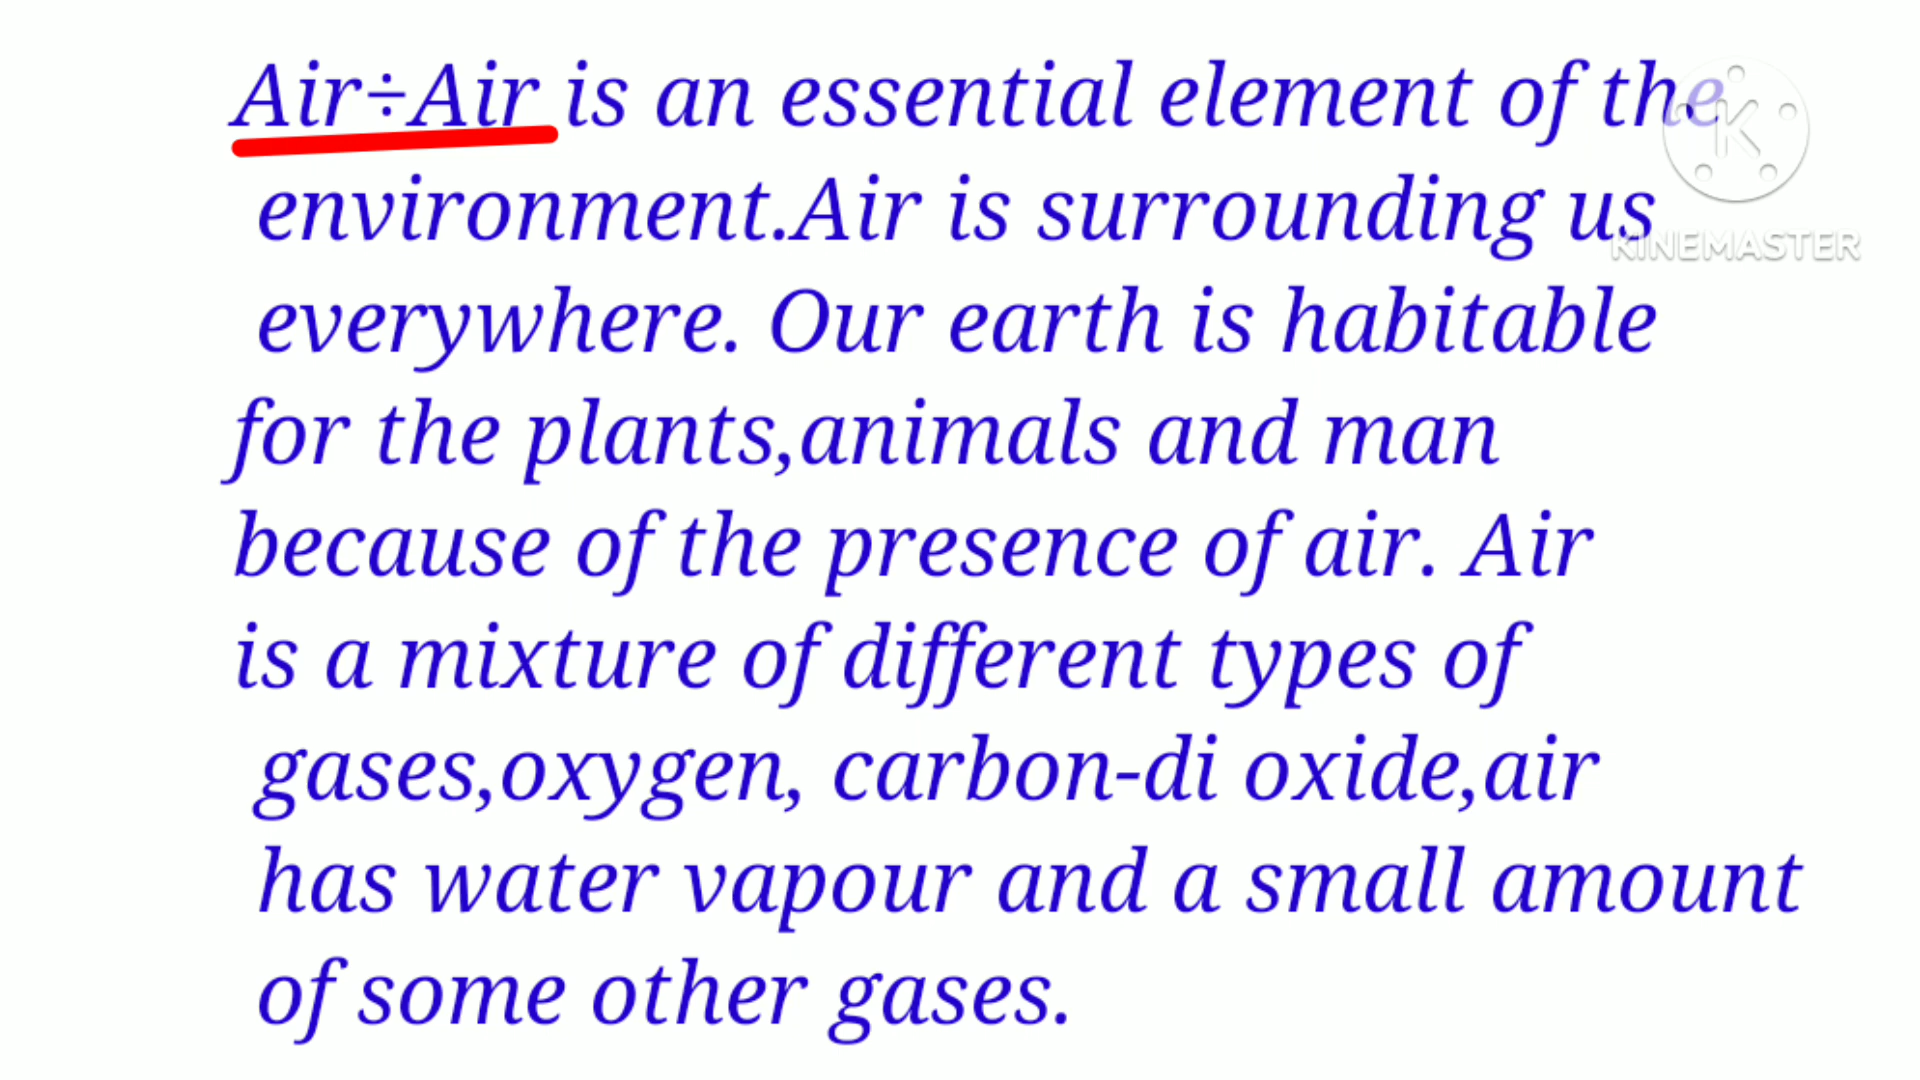 Air÷Air is an essential element of the
environment.Air is surrounding us
KINEMASTER
everywhere. Our earth is habitable
for the plants,animals and man
because of the presence of air. Air
is a mixture of different types of
gases,oxygen, carbon-di oxide,air
has water vapour and a small amount
of some other gases.